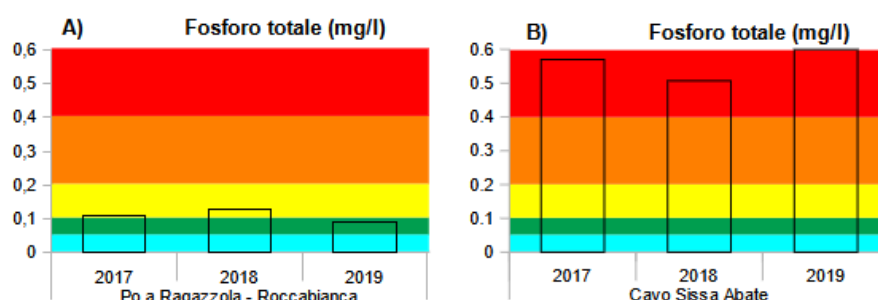 A) Fosforo totale (mg/l)
0,6
0,5
0,4
0,3
0,2
0,1
0
2017 2018 2019
Po a Ragazzola - Roccabianca
B) Fosforo totale (mg/l)
0.6
0.5
0.4
0.3
0.2
0.1
0
2017 2018 2019
Cavo Sissa Abate